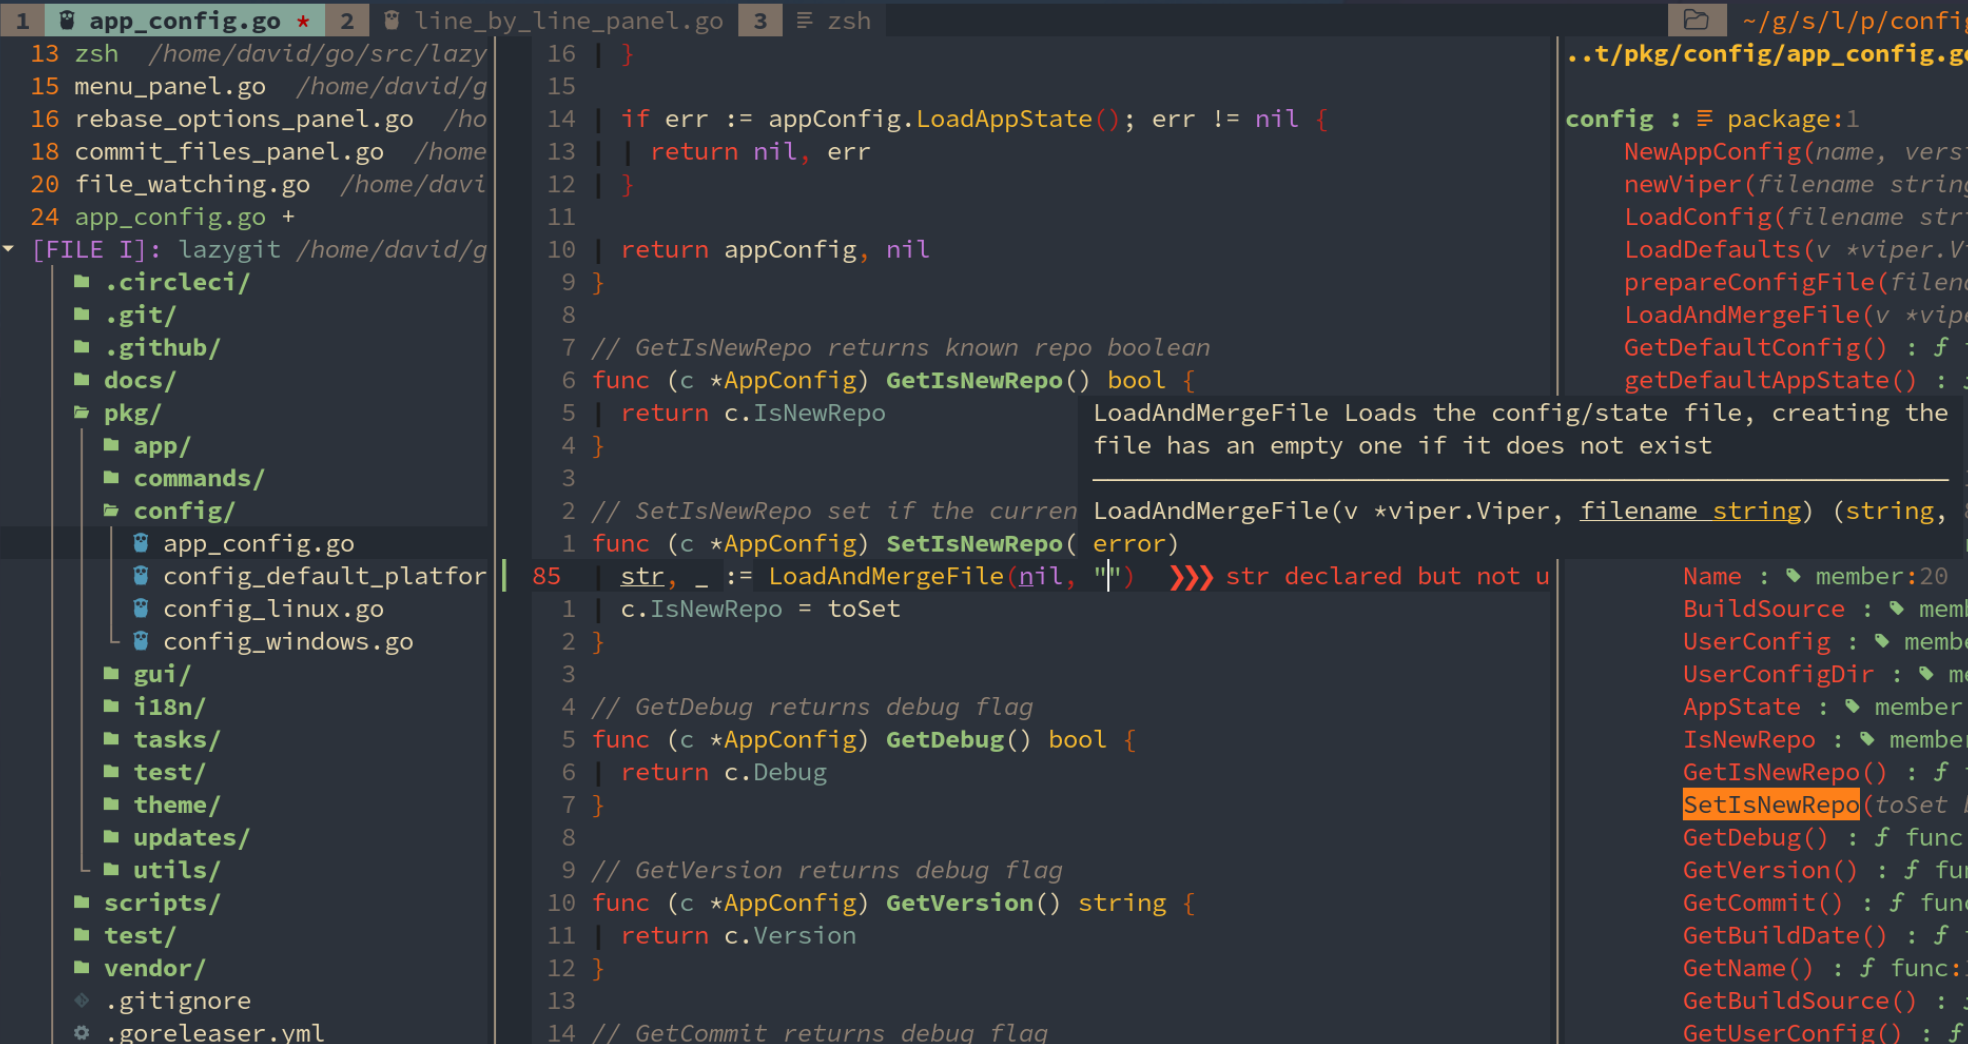 1 app_config.go * 2 line_by_line_panel.go 3 zsh
~/g/s/l/p/config
13 zsh /home/david/go/src/lazy
15 menu_panel.go /home/david/g
16 rebase_options_panel.go /ho
18 commit_files_panel.go /home
20 file_watching.go /home/davi
24 app_config.go +
[FILE I]: lazygit /home/david/g
.circleci/
.git/
.github/
docs/
pkg/
app/
commands/
config/
app_config.go
config_default_platfor
config_linux.go
config_windows.go
gui/
i18n/
tasks/
test/
theme/
updates/
utils/
scripts/
test/
vendor/
.gitignore
.goreleaser.yml
16 }
15
14 if err := appConfig.LoadAppState(); err != nil {
13 return nil, err
12 }
11
10 return appConfig, nil
9 }
8
7 // GetIsNewRepo returns known repo boolean
6 func (c *AppConfig) GetIsNewRepo() bool {
5 return c.IsNewRepo
4 }
3
2 // SetIsNewRepo set if the curren
1 func (c *AppConfig) SetIsNewRepo(
85 str, _ := LoadAndMergeFile(nil, "") ❯❯❯ str declared but not u
1 c.IsNewRepo = toSet
2 }
3
4 // GetDebug returns debug flag
5 func (c *AppConfig) GetDebug() bool {
6 return c.Debug
7 }
8
9 // GetVersion returns debug flag
10 func (c *AppConfig) GetVersion() string {
11 return c.Version
12 }
13
14 // GetCommit returns debug flag
LoadAndMergeFile Loads the config/state file, creating the
file has an empty one if it does not exist
LoadAndMergeFile(v *viper.Viper, filename string) (string,
error)
..t/pkg/config/app_config.go
config : package:1
NewAppConfig(name, versi
newViper(filename string
LoadConfig(filename stri
LoadDefaults(v *viper.Vi
prepareConfigFile(filena
LoadAndMergeFile(v *vipe
GetDefaultConfig() : ƒ
getDefaultAppState() :
Name : member:20
BuildSource : memb
UserConfig : membe
UserConfigDir : me
AppState : member
IsNewRepo : member
GetIsNewRepo() : ƒ
SetIsNewRepo(toSet b
GetDebug() : ƒ func
GetVersion() : ƒ fun
GetCommit() : ƒ func
GetBuildDate() : ƒ
GetName() : ƒ func:
GetBuildSource() :
GetUserConfig() : ƒ